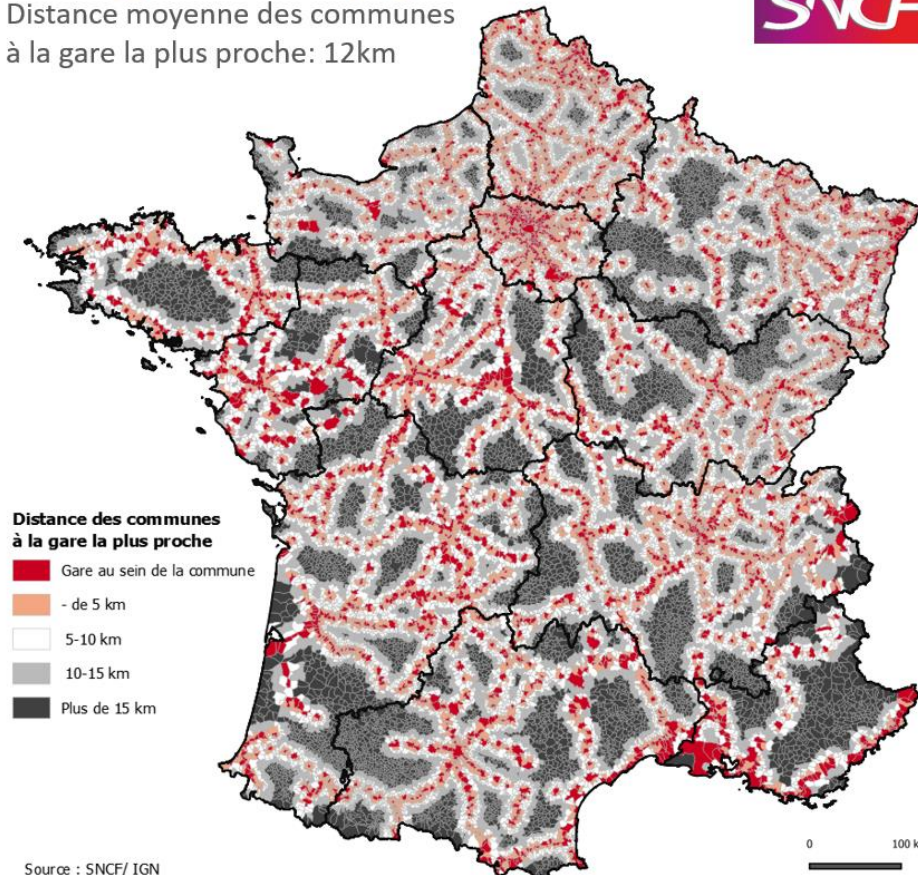 Distance moyenne des communes
à la gare la plus proche: 12km
SNCF
Distance des communes
à la gare la plus proche
Gare au sein de la commune
- de 5 km
5-10 km
10-15 km
Plus de 15 km
0 100 k
Source : SNCF/ IGN